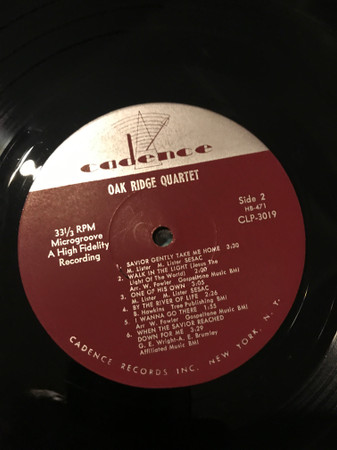 cadence
OAK RIDGE QUARTET
33⅓ RPM
Microgroove
A High Fidelity
Recording
Side 2
HB-471
CLP-3019
1. SAVIOR GENTLY TAKE ME HOME 2:30
M. Lister M. Lister SESAC
2. WALK IN THE LIGHT (Jesus The
Light Of The World) 2:00
Arr. W. Fowler Gospeltone Music BMI
3. ONE OF HIS OWN 3:05
M. Lister M. Lister SESAC
4. BY THE RIVER OF LIFE 2:26
B. Hawkins Tree Publishing BMI
5. I WANNA GO THERE 1:55
Arr. W. Fowler Gospeltone Music BMI
6. WHEN THE SAVIOR REACHED
DOWN FOR ME 3:29
G. E. Wright-A. E. Brumley
Affiliated Music BMI
CADENCE RECORDS INC. NEW YORK, N.Y.